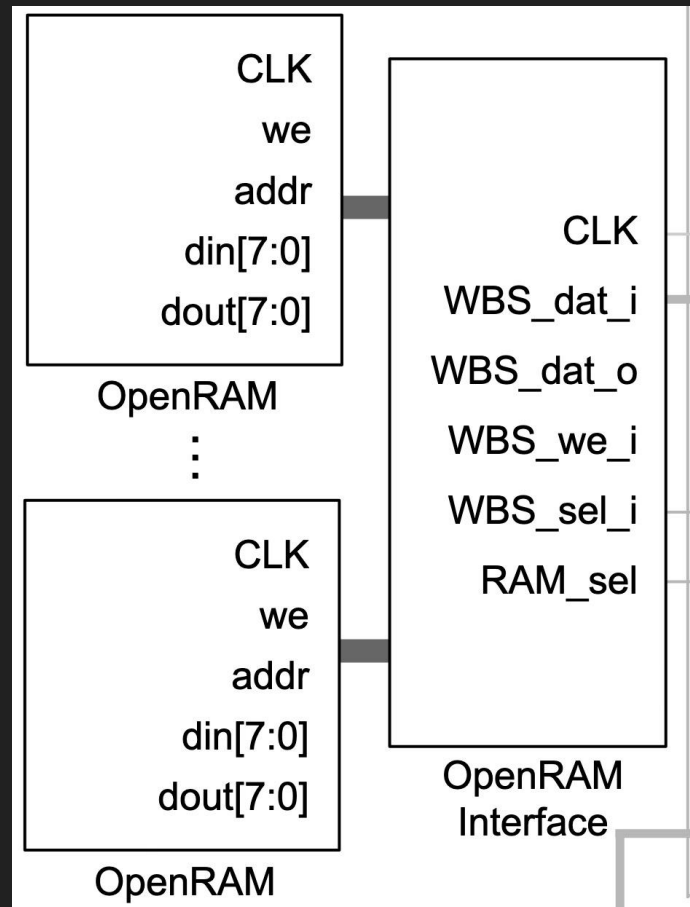 CLK
we
addr
din[7:0]
dout[7:0]
OpenRAM
⋮
CLK
we
addr
din[7:0]
dout[7:0]
OpenRAM
CLK
WBS_dat_i
WBS_dat_o
WBS_we_i
WBS_sel_i
RAM_sel
OpenRAM
Interface